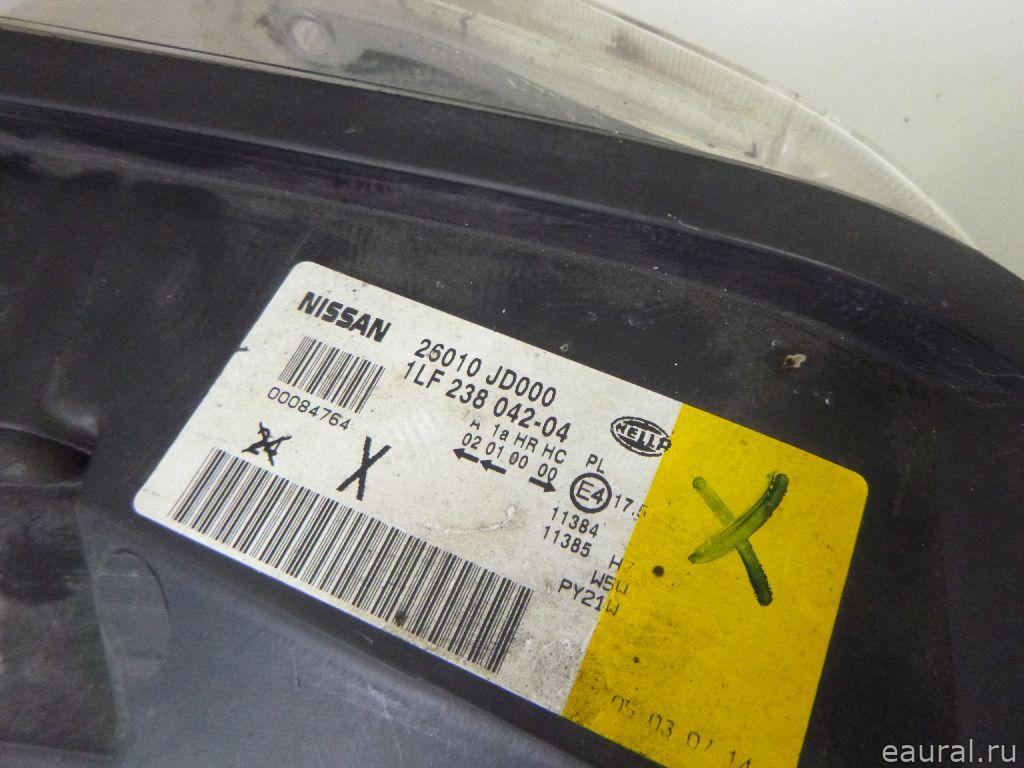 NISSAN
26010 JD000
1LF 238 042-04
00084764
HELLA
A 1a HR HC PL
02 01 00 00
E4 17.5
24 X
11384
11385
H7
W5W
PY21W
X
eaural.ru